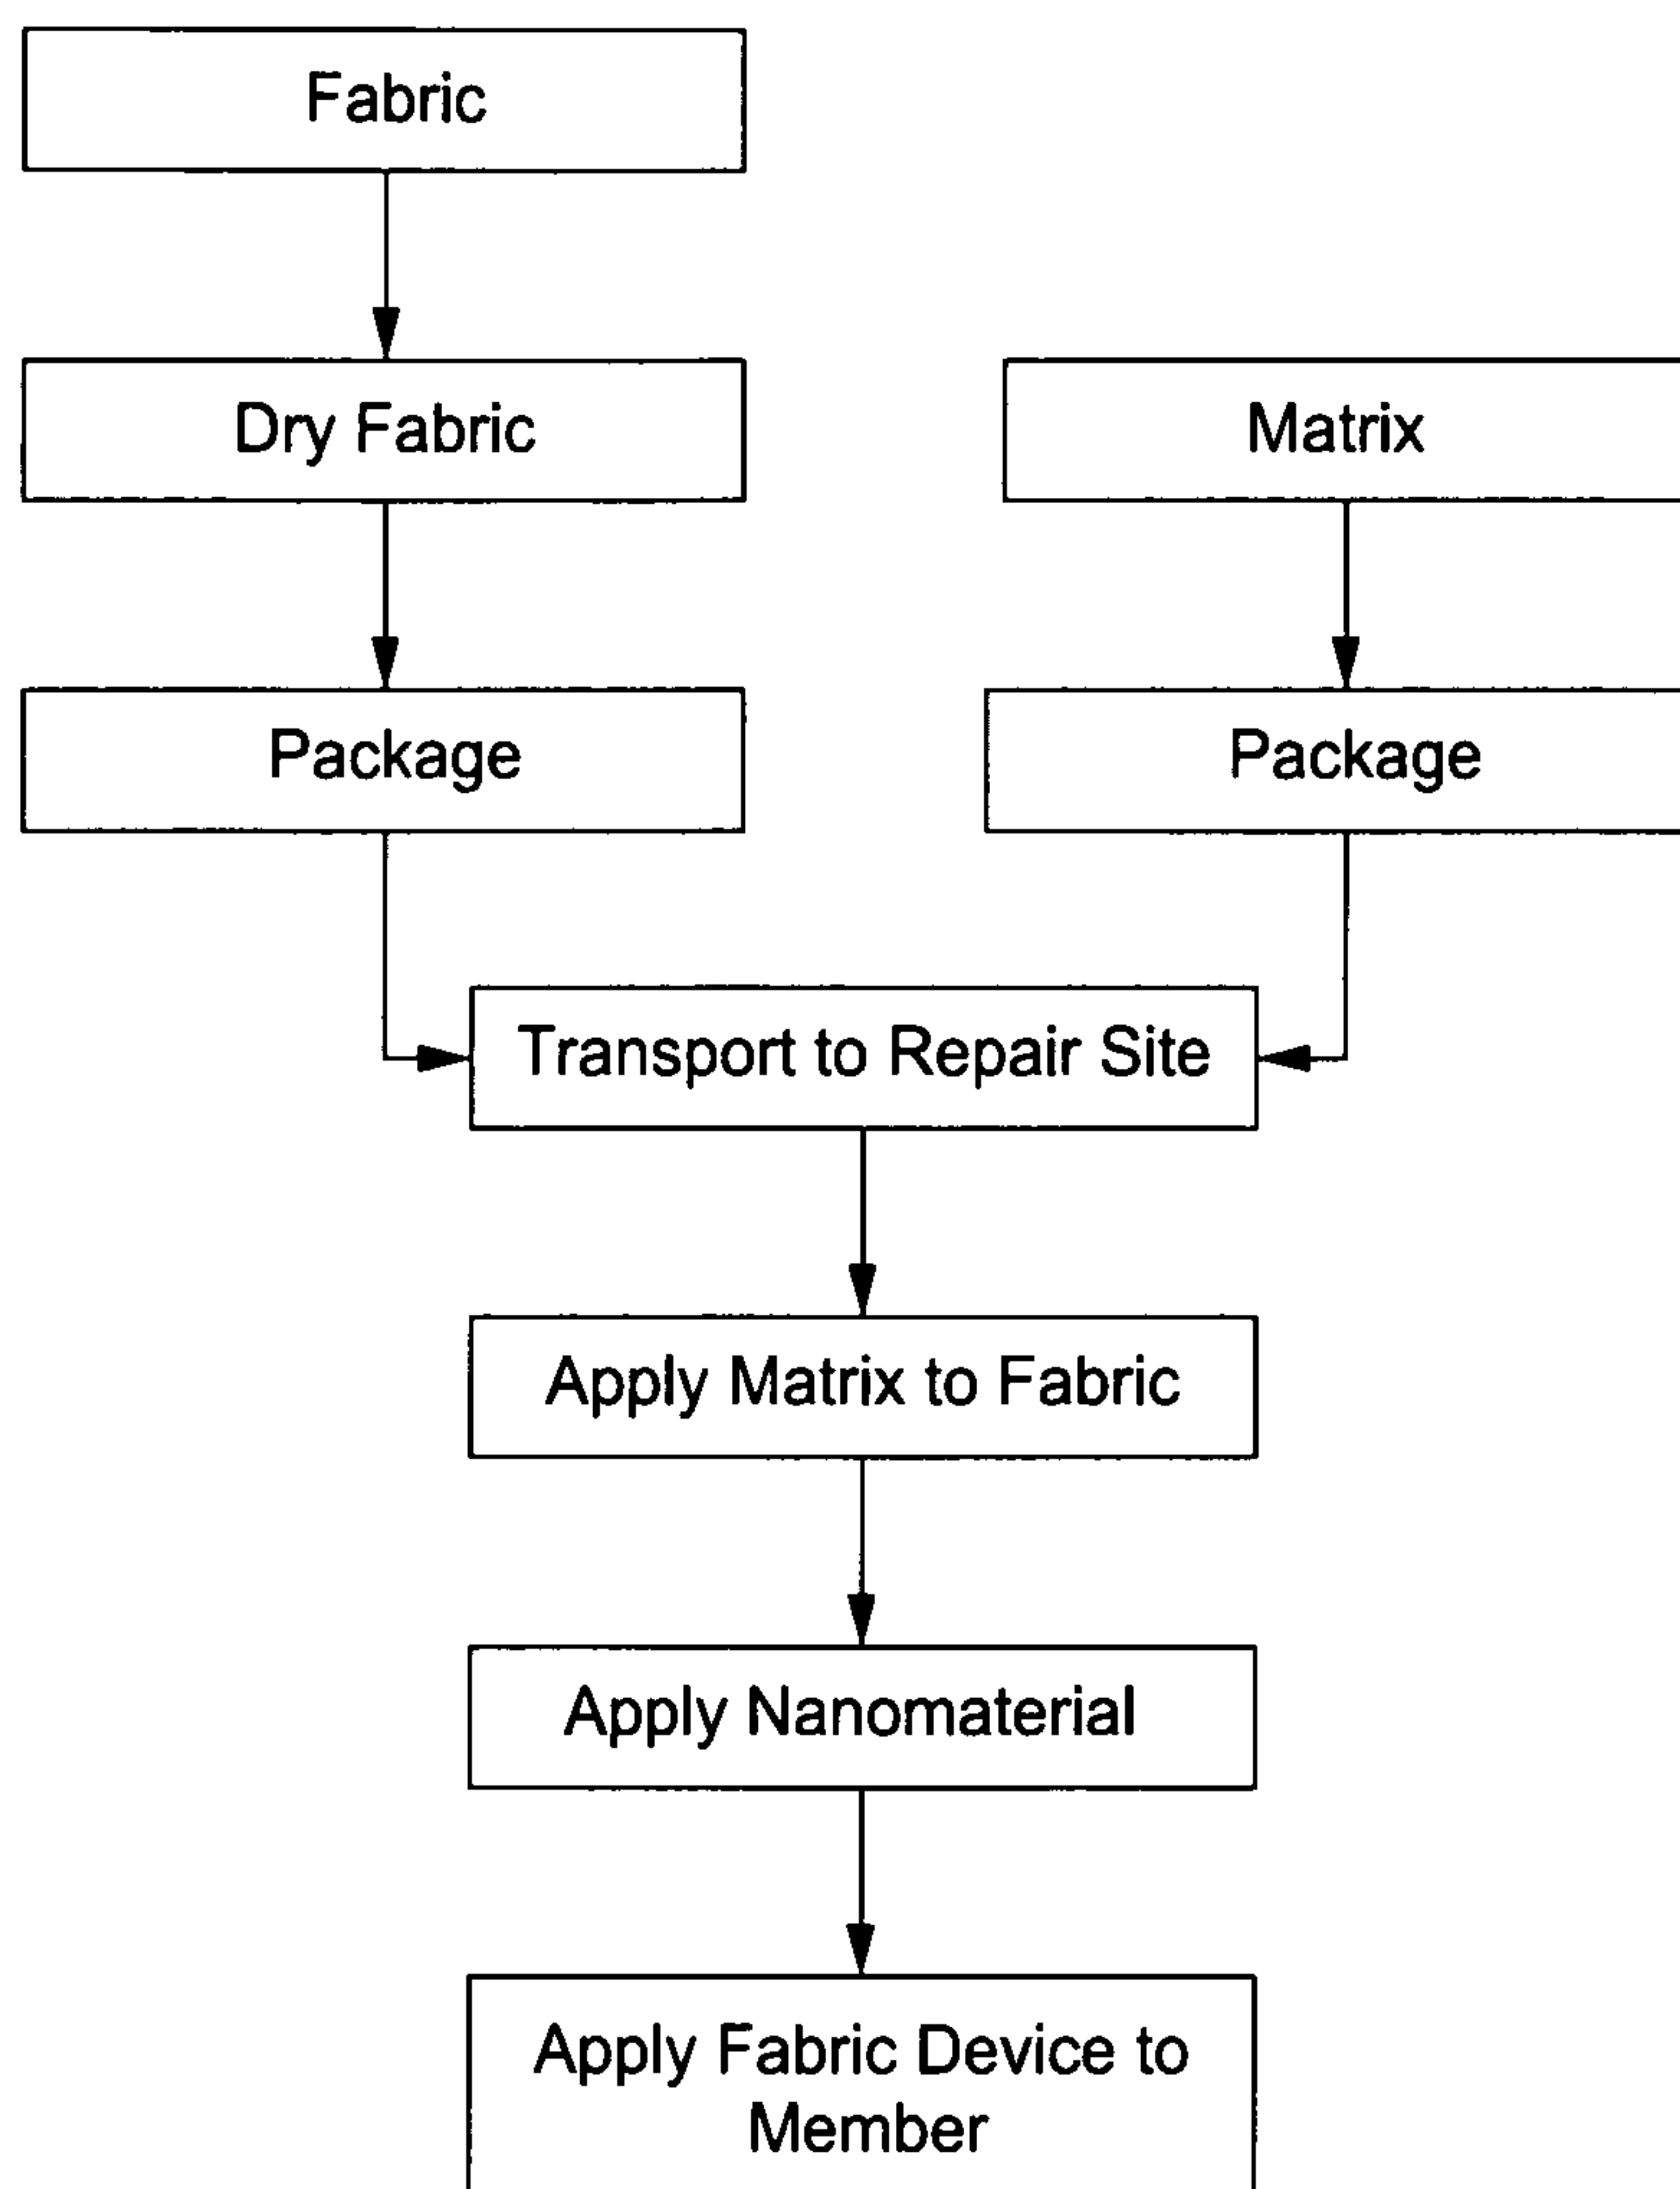 Fabric
Dry Fabric
Matrix
Package
Package
Transport to Repair Site
Apply Matrix to Fabric
Apply Nanomaterial
Apply Fabric Device to
Member